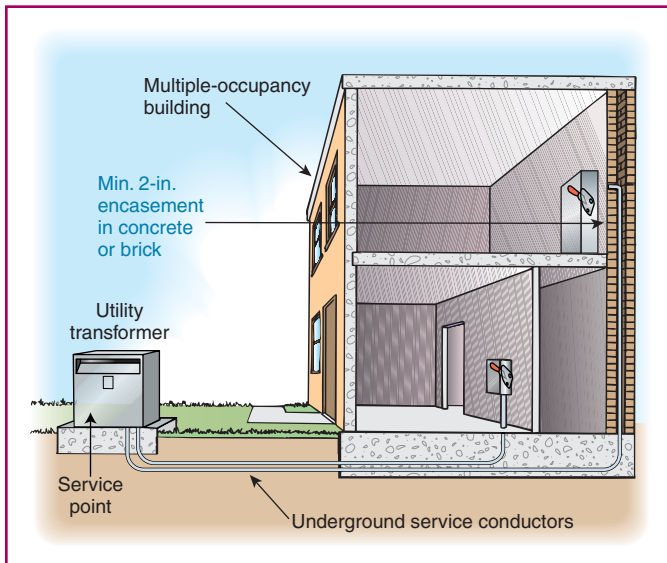 Multiple-occupancy
building
Min. 2-in.
encasement
in concrete
or brick
Utility
transformer
Service
point
Underground service conductors